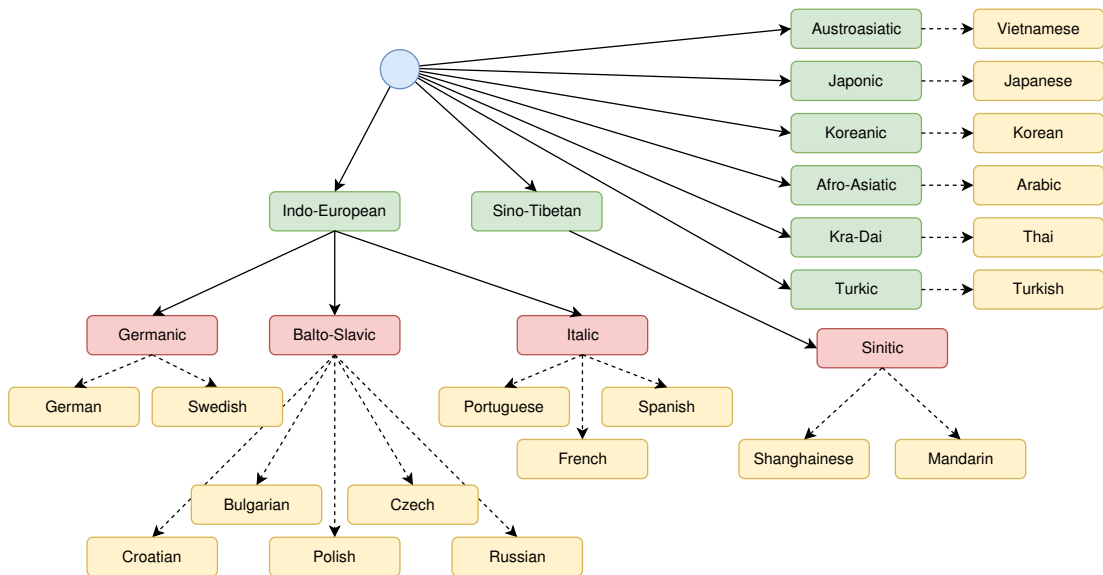 Austroasiatic
Vietnamese
Japonic
Japanese
Koreanic
Korean
Afro-Asiatic
Arabic
Indo-European
Sino-Tibetan
Kra-Dai
Thai
Turkic
Turkish
Germanic
Balto-Slavic
Italic
Sinitic
German
Swedish
Portuguese
Spanish
French
Shanghainese
Mandarin
Bulgarian
Czech
Croatian
Polish
Russian